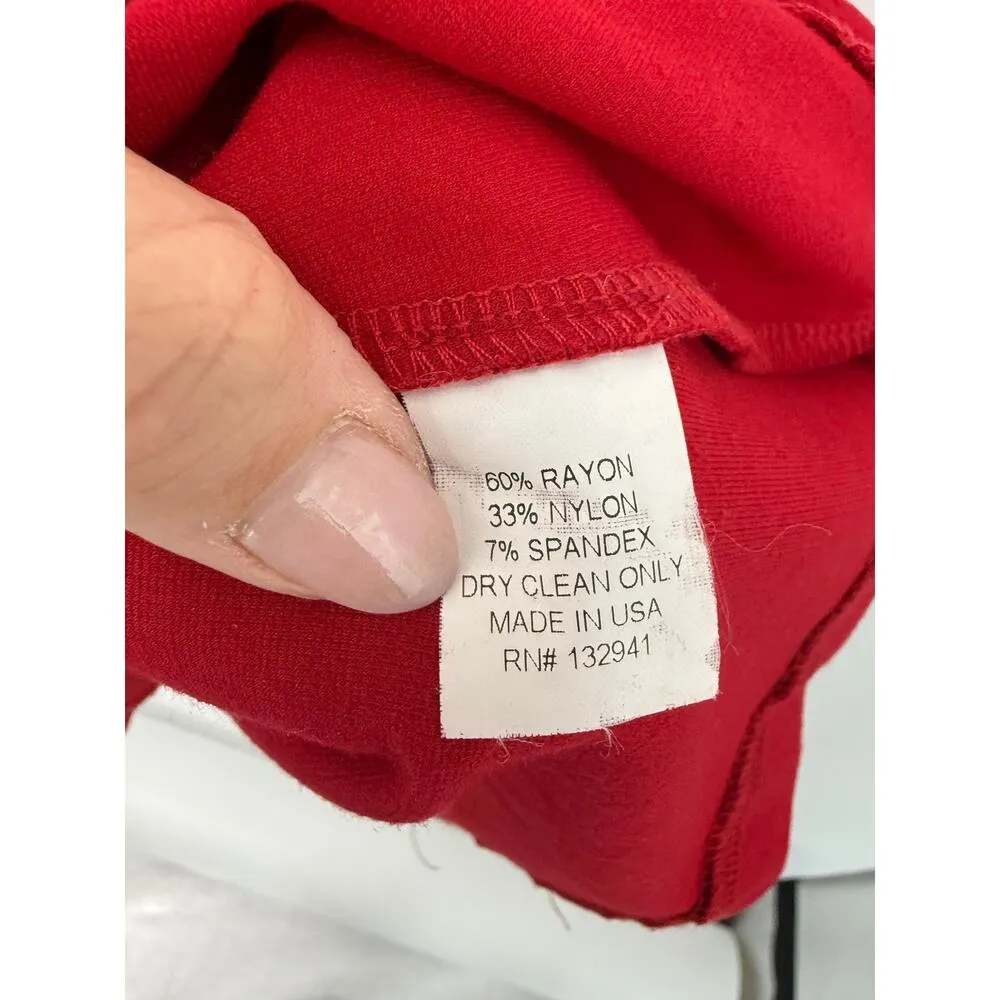 60% RAYON
33% NYLON
7% SPANDEX
DRY CLEAN ONLY
MADE IN USA
RN# 132941